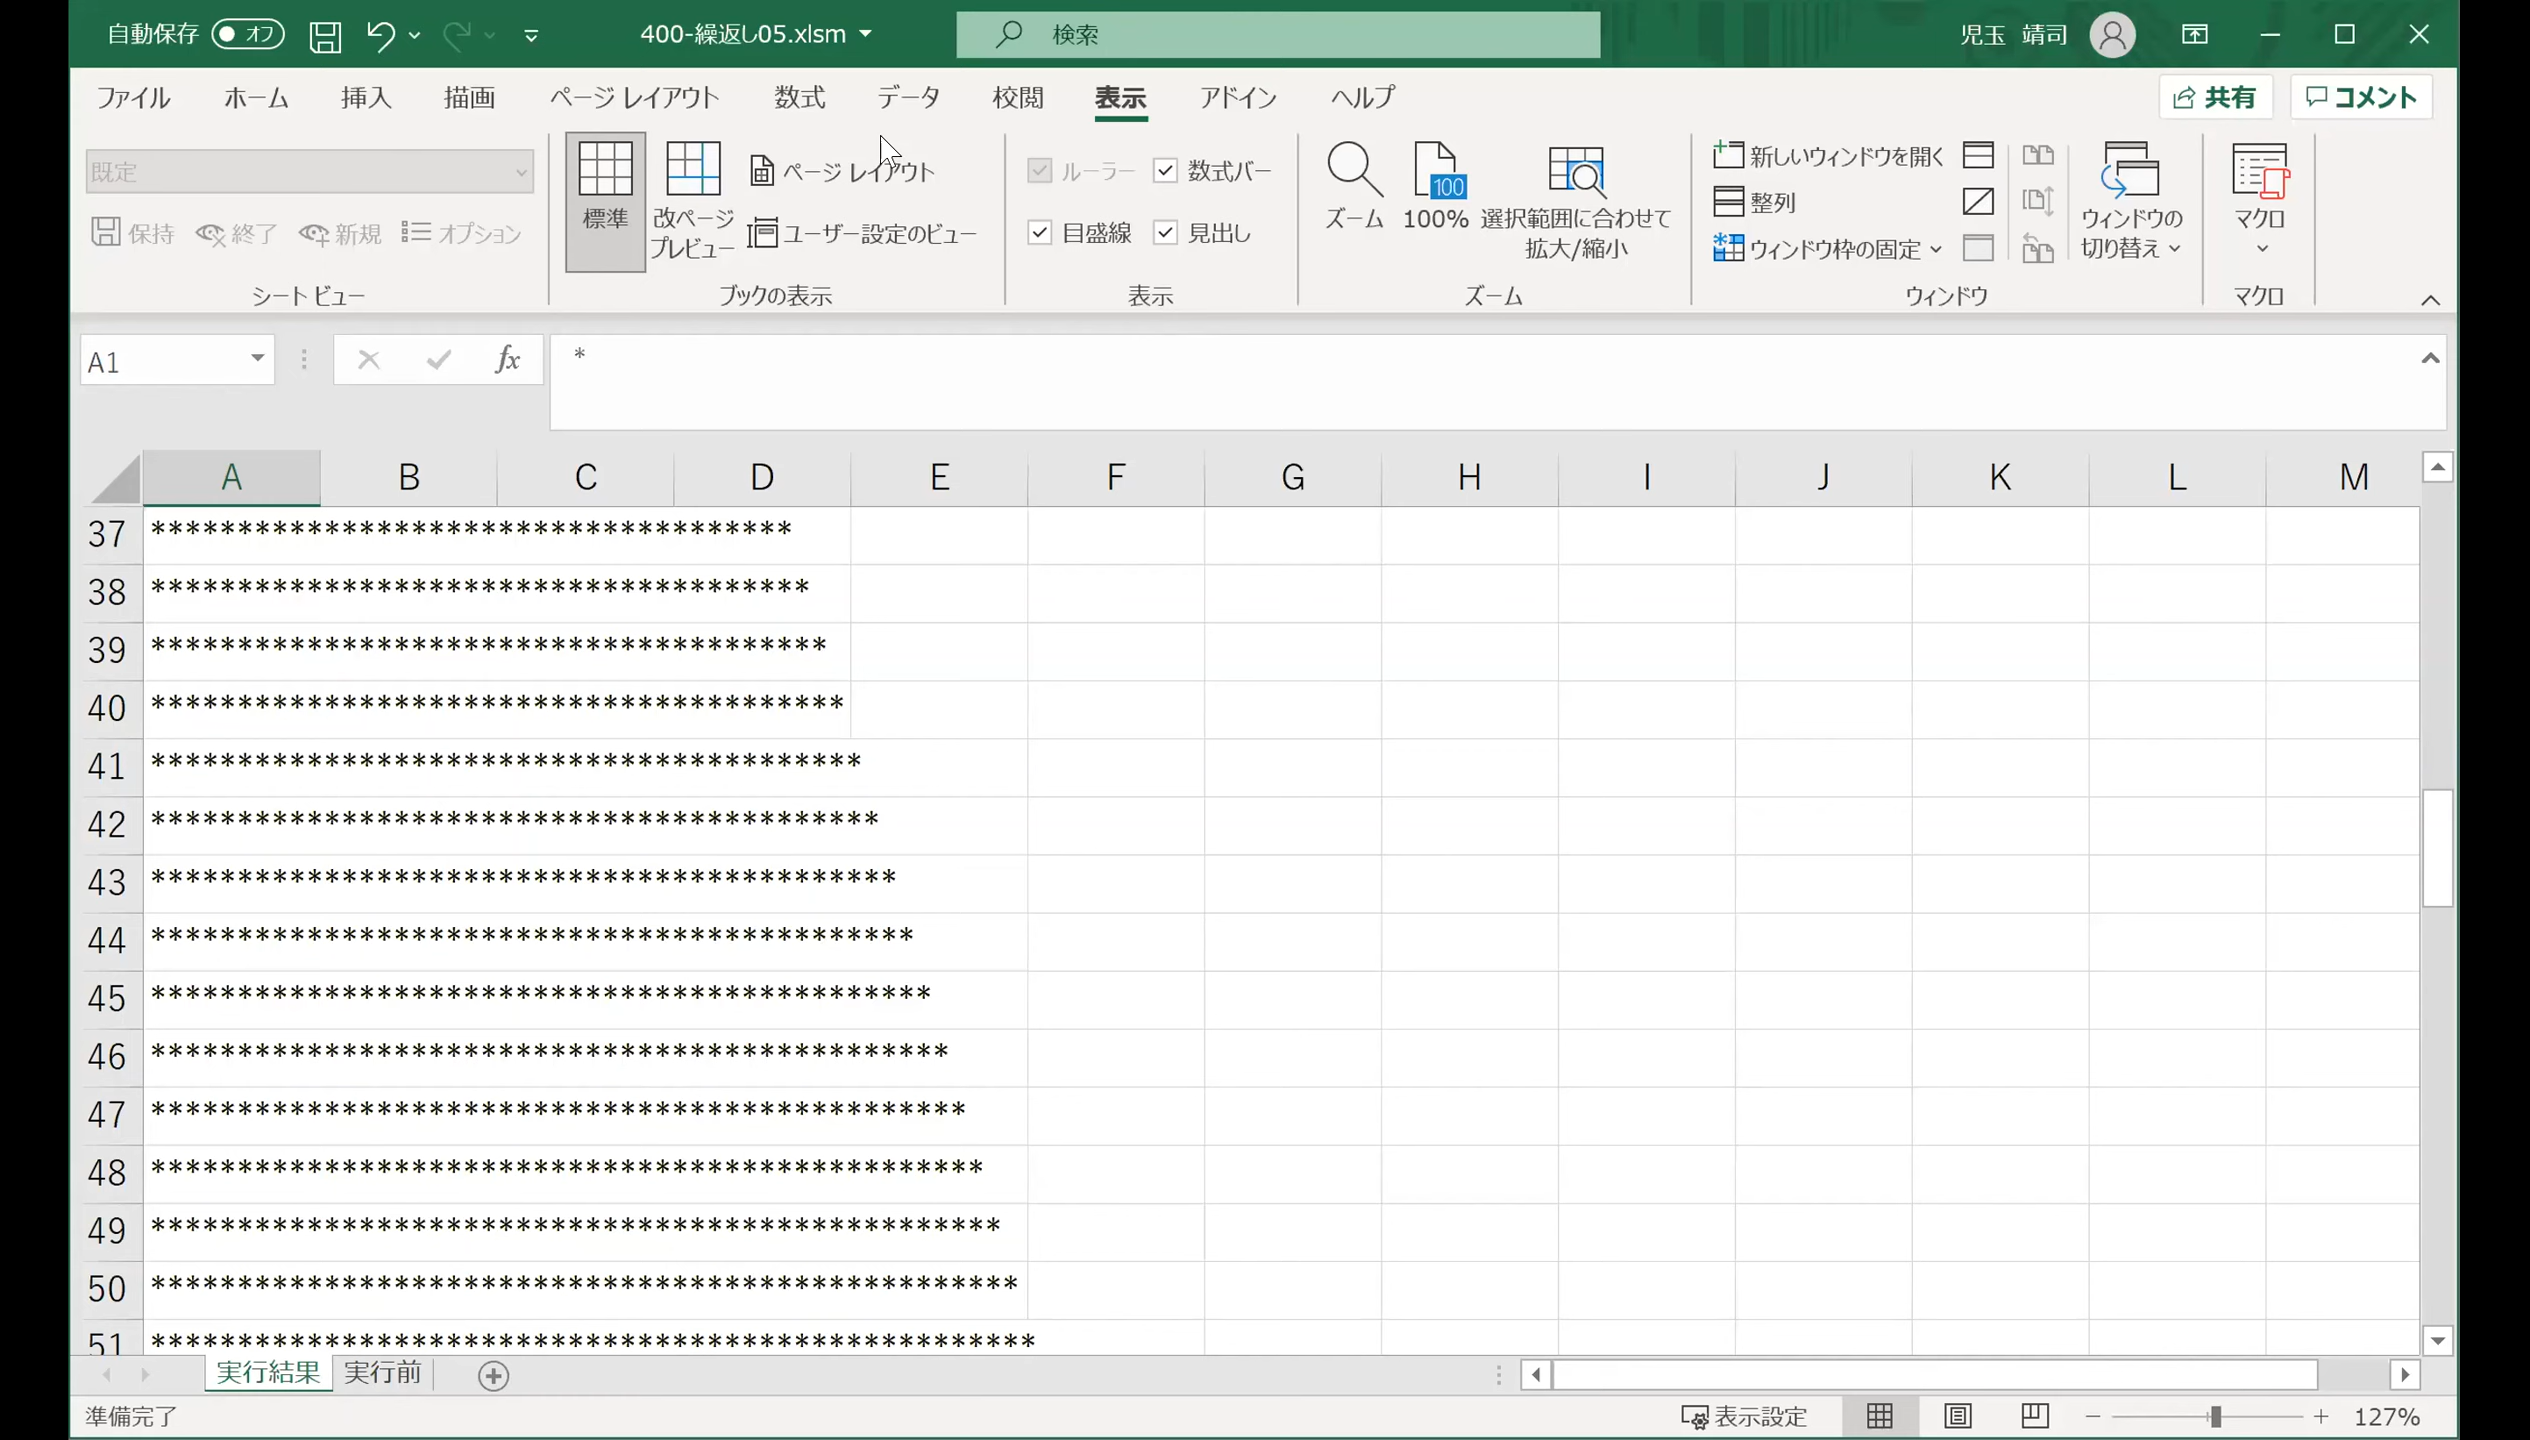 自動保存 オフ 400-繰返し05.xlsm 検索 児玉 靖司
ファイル ホーム 挿入 描画 ページ レイアウト 数式 データ 校閲 表示 アドイン ヘルプ 共有 コメント
既定
保持 終了 新規 オプション
シート ビュー
標準
改ページ
プレビュー
ページ レイアウト
ユーザー設定のビュー
ブックの表示
ルーラー 数式バー
目盛線 見出し
表示
ズーム
100
100%
選択範囲に合わせて
拡大/縮小
ズーム
新しいウィンドウを開く
整列
ウィンドウ枠の固定
ウィンドウの
切り替え
ウィンドウ
マクロ
マクロ
A1 fx *
A B C D E F G H I J K L M
37 *************************************
38 **************************************
39 ***************************************
40 ****************************************
41 *****************************************
42 ******************************************
43 *******************************************
44 ********************************************
45 *********************************************
46 **********************************************
47 ***********************************************
48 ************************************************
49 *************************************************
50 **************************************************
51 ***************************************************
実行結果 実行前
準備完了 表示設定 127%